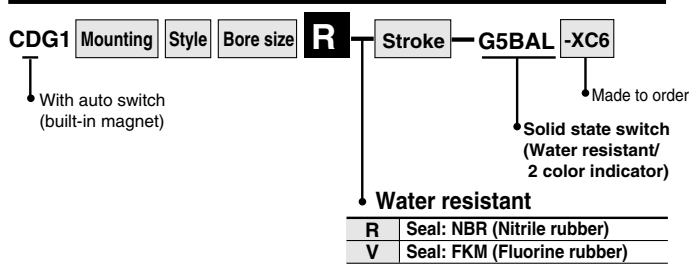 CDG1 Mounting Style Bore size R Stroke G5BAL -XC6
With auto switch
(built-in magnet)
Made to order
Solid state switch
(Water resistant/
2 color indicator)
Water resistant
R Seal: NBR (Nitrile rubber)
V Seal: FKM (Fluorine rubber)